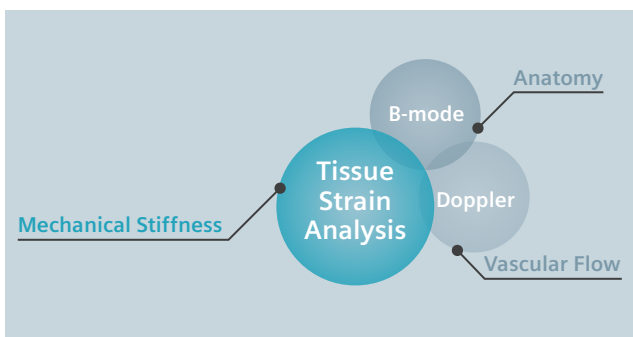 Anatomy
B-mode
Tissue
Strain
Analysis
Doppler
Mechanical Stiffness
Vascular Flow